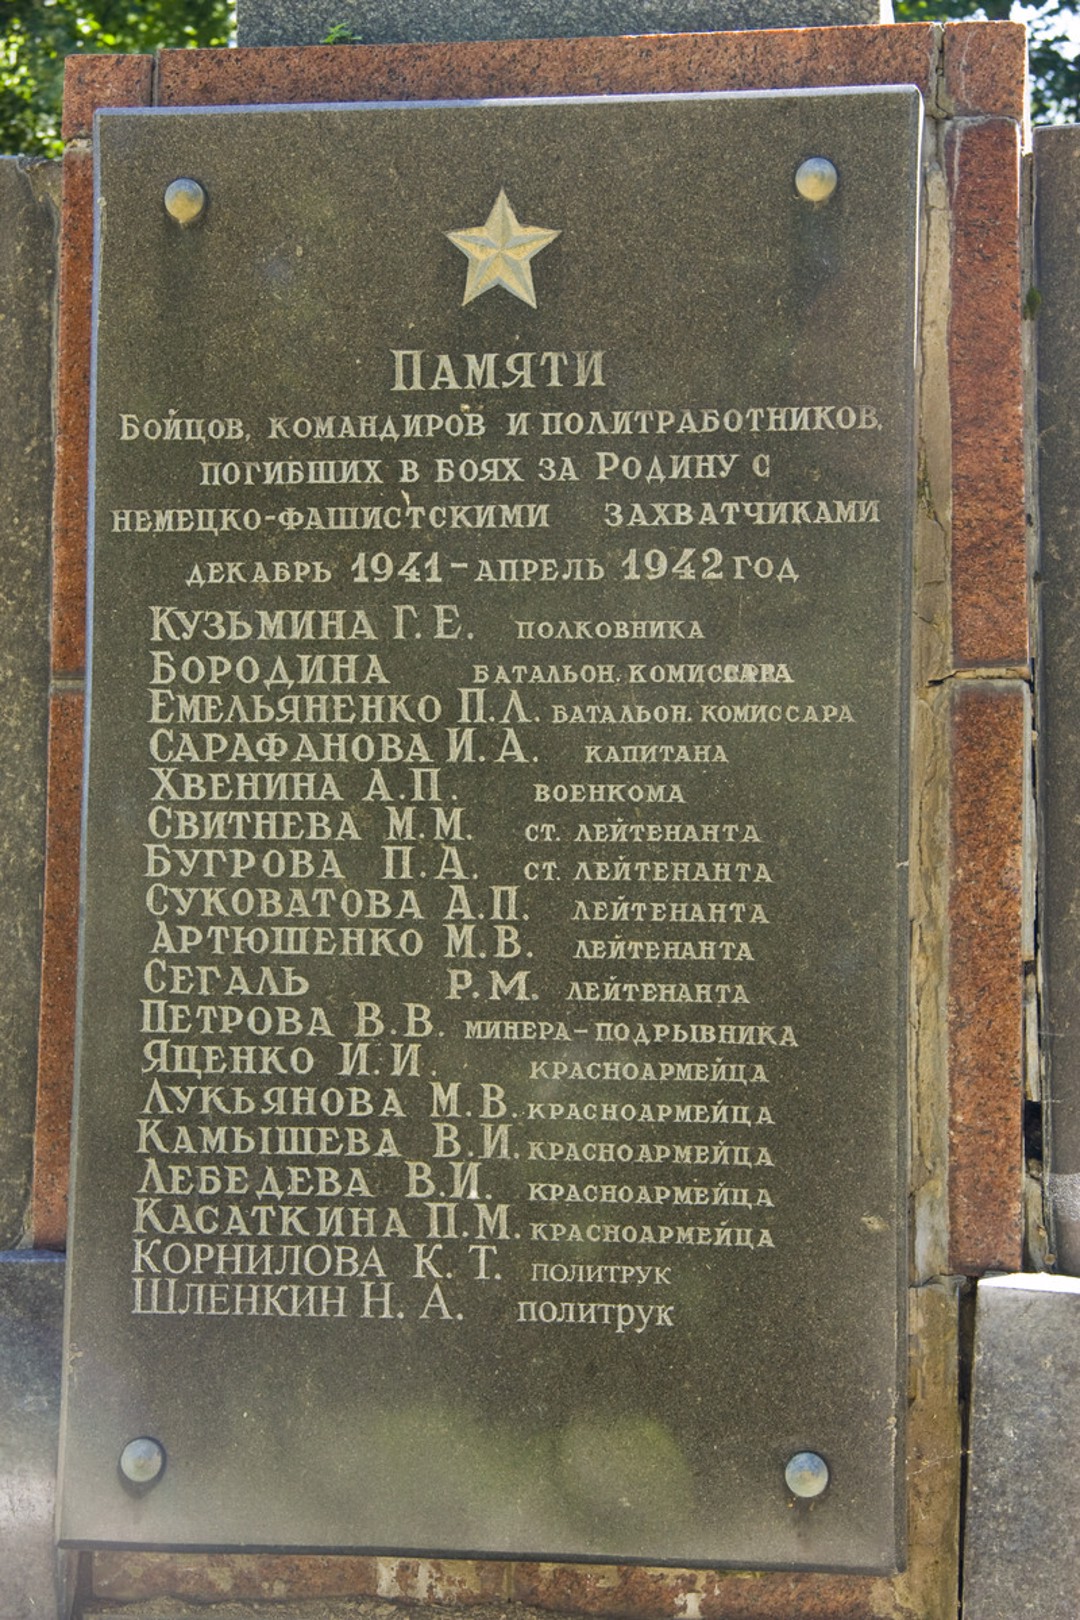 Памяти
Бойцов, командиров и политработников,
погибших в боях за Родину с
немецко-фашистскими захватчиками
декабрь 1941-апрель 1942 год
Кузьмина Г. Е. полковника
Бородина батальон. комиссара
Емельяненко П.Л. батальон. комиссара
Сарафанова И. А. капитана
Хвенина А.П. военкома
Свитнева М.М. ст. лейтенанта
Бугрова П.А. ст. лейтенанта
Суковатова А.П. лейтенанта
Артюшенко М.В. лейтенанта
Сегаль Р.М. лейтенанта
Петрова В.В. минера-подрывника
Яценко И.И. красноармейца
Лукьянова М.В. красноармейца
Камышева В.И. красноармейца
Лебедева В.И. красноармейца
Касаткина П.М. красноармейца
Корнилова К. Т. политрук
Шленкин Н. А. политрук